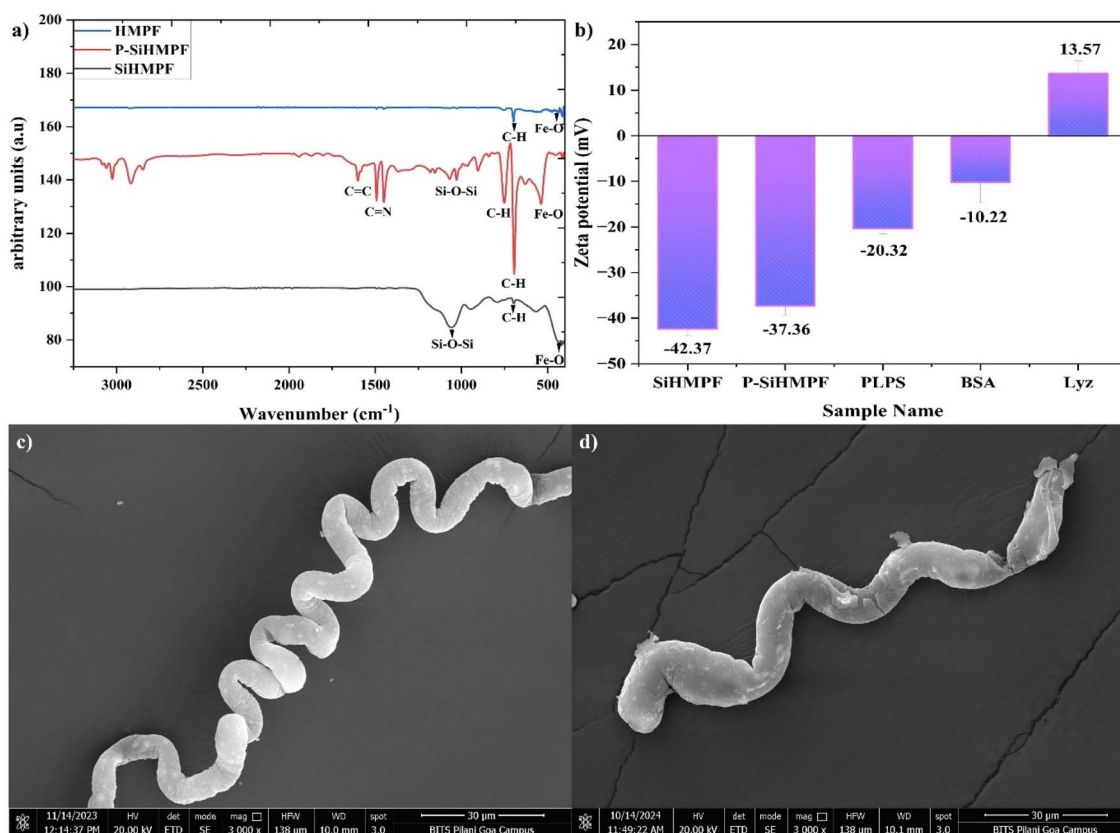 a)
HMPF
P-SiHMPF
SiHMPF
200
180
160
140
120
100
80
arbitrary units (a.u)
C-H
Fe-O
C=C
C=N
Si-O-Si
C-H
C-H
Fe-O
Si-O-Si
C-H
Fe-O
3000
2500
2000
1500
1000
500
Wavenumber (cm-1)
b)
20
10
0
−10
−20
−30
−40
−50
Zeta potential (mV)
13.57
-10.22
-20.32
-37.36
-42.37
SiHMPF
P-SiHMPF
PLPS
BSA
Lyz
Sample Name
c)
11/14/2023 HV det mode mag HFW WD spot 30 µm
12:14:37 PM 20.00 kV ETD SE 3 000 x 138 µm 10.0 mm 3.0 BITS Pilani Goa Campus
d)
10/14/2024 HV det mode mag HFW WD spot 30 µm
11:49:22 AM 20.00 kV ETD SE 3 000 x 138 µm 10.1 mm 3.0 BITS Pilani Goa Campus